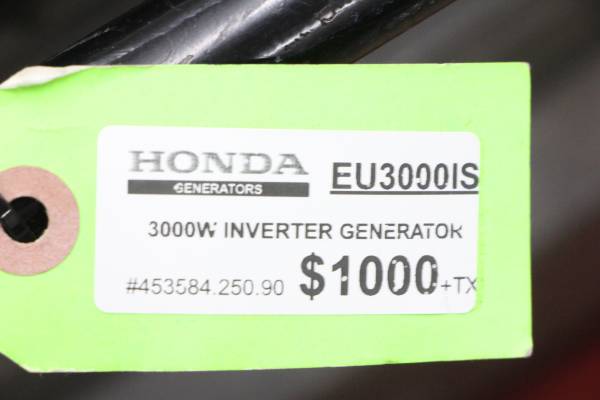 HONDA
GENERATORS
EU3000IS
3000W INVERTER GENERATOR
#453584.250.90 $1000 +TX